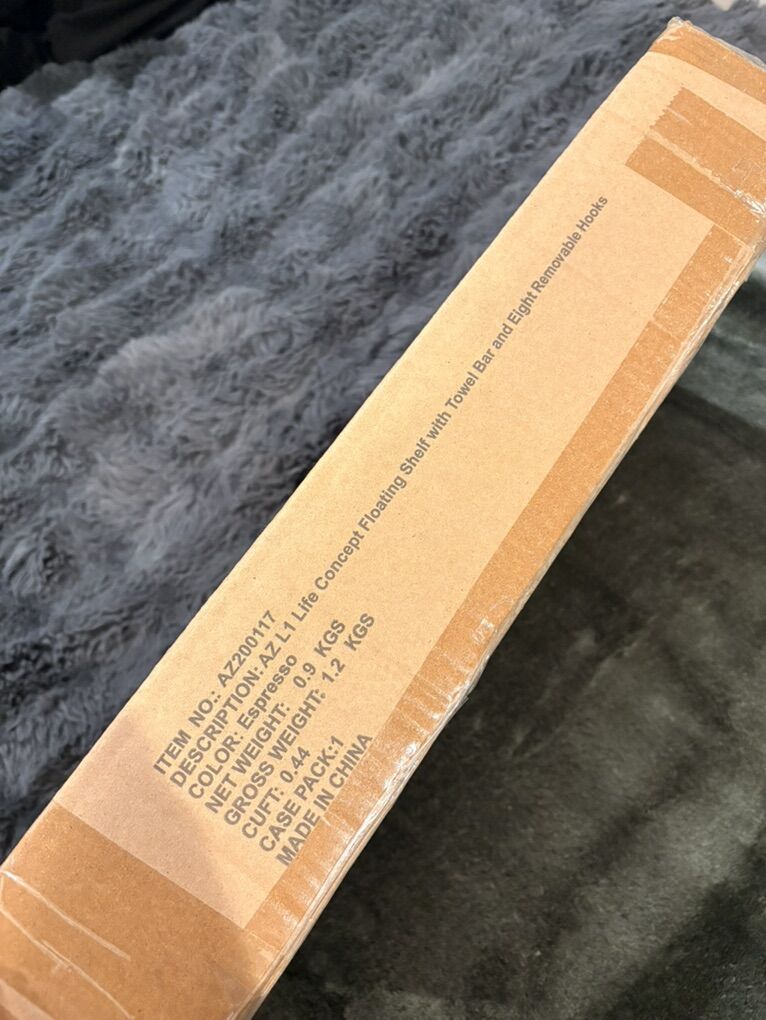 ITEM NO.: AZ200117
DESCRIPTION: AZ L1 Life Concept Floating Shelf with Towel Bar and Eight Removable Hooks
COLOR: Espresso
NET WEIGHT: 0.9 KGS
GROSS WEIGHT: 1.2 KGS
CUFT: 0.44
CASE PACK:1
MADE IN CHINA